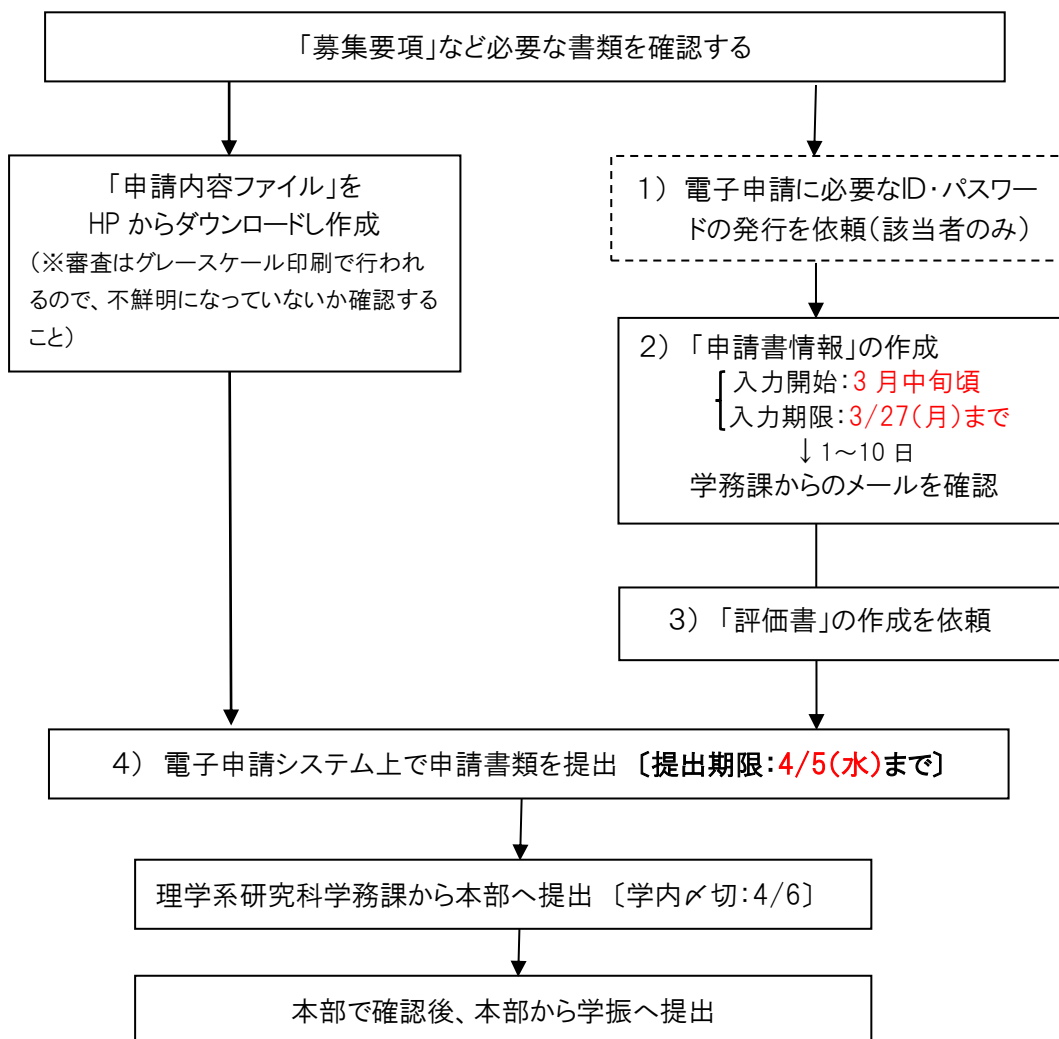 「募集要項」など必要な書類を確認する
「申請内容ファイル」を
HP からダウンロードし作成
（※審査はグレースケール印刷で行われ
るので、不鮮明になっていないか確認する
こと）
1） 電子申請に必要なID・パスワー
ドの発行を依頼（該当者のみ）
2） 「申請書情報」の作成
入力開始：3 月中旬頃
入力期限：3/27（月）まで
↓1～10 日
学務課からのメールを確認
3） 「評価書」の作成を依頼
4） 電子申請システム上で申請書類を提出 〔提出期限：4/5（水）まで〕
理学系研究科学務課から本部へ提出 〔学内〆切：4/6〕
本部で確認後、本部から学振へ提出